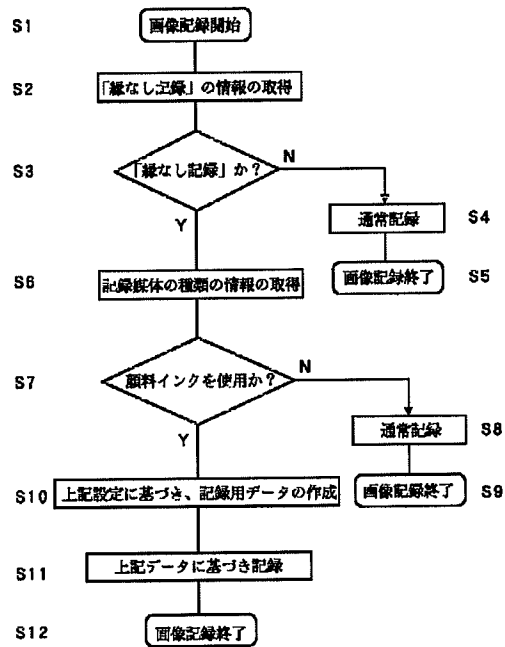 S1 画像記録開始
S2 「縁なし記録」の情報の取得
S3 「縁なし記録」か？ N
Y
通常記録 S4
画像記録終了 S5
S6 記録媒体の種類の情報の取得
S7 顔料インクを使用か？ N
Y
通常記録 S8
S10 上記設定に基づき、記録用データの作成
画像記録終了 S9
S11 上記データに基づき記録
S12 画像記録終了